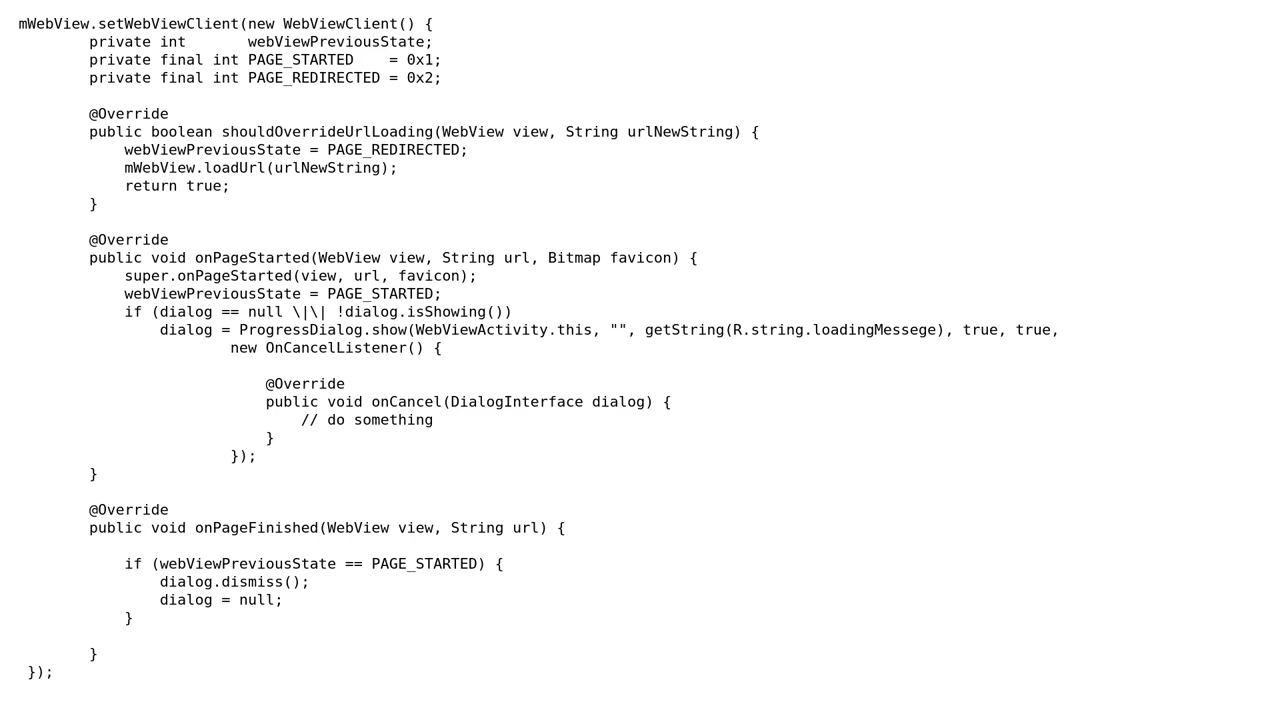 mWebView.setWebViewClient(new WebViewClient() {
        private int       webViewPreviousState;
        private final int PAGE_STARTED    = 0x1;
        private final int PAGE_REDIRECTED = 0x2;

        @Override
        public boolean shouldOverrideUrlLoading(WebView view, String urlNewString) {
            webViewPreviousState = PAGE_REDIRECTED;
            mWebView.loadUrl(urlNewString);
            return true;
        }

        @Override
        public void onPageStarted(WebView view, String url, Bitmap favicon) {
            super.onPageStarted(view, url, favicon);
            webViewPreviousState = PAGE_STARTED;
            if (dialog == null \|\| !dialog.isShowing())
                dialog = ProgressDialog.show(WebViewActivity.this, "", getString(R.string.loadingMessege), true, true,
                        new OnCancelListener() {

                            @Override
                            public void onCancel(DialogInterface dialog) {
                                // do something
                            }
                        });
        }

        @Override
        public void onPageFinished(WebView view, String url) {

            if (webViewPreviousState == PAGE_STARTED) {
                dialog.dismiss();
                dialog = null;
            }

        }
 });